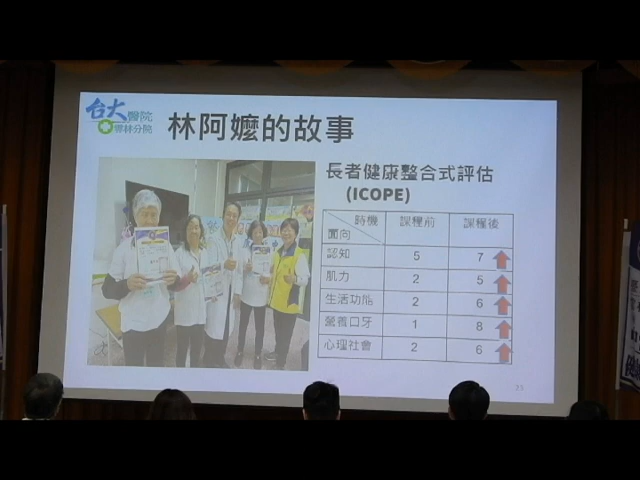 台大醫院
雲林分院
林阿嬤的故事
長者健康整合式評估
(ICOPE)
時機 課程前 課程後
面向
認知 5 7
肌力 2 5
生活功能 2 6
營養口牙 1 8
心理社會 2 6
23